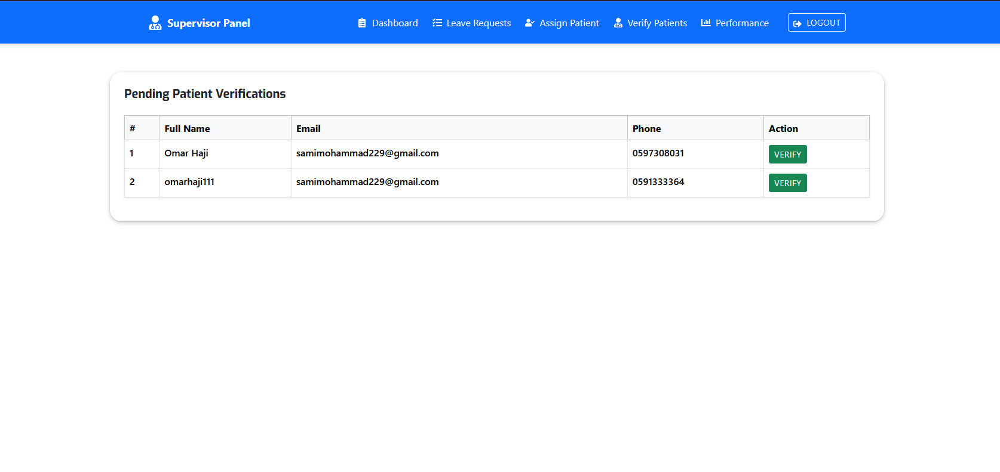 Supervisor Panel Dashboard Leave Requests Assign Patient Verify Patients Performance LOGOUT
Pending Patient Verifications
# Full Name Email Phone Action
1 Omar Haji samimohammad229@gmail.com 0597308031 VERIFY
2 omarhaji111 samimohammad229@gmail.com 0591333364 VERIFY